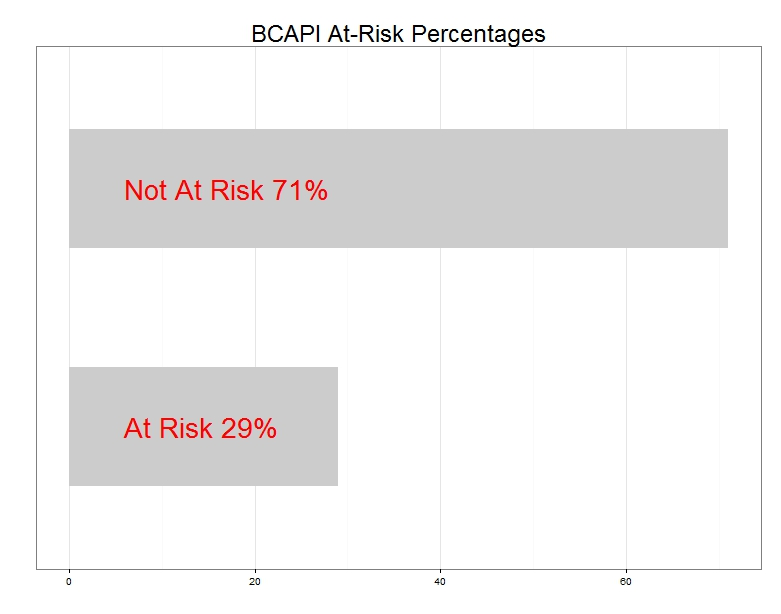 BCAPI At-Risk Percentages
Not At Risk 71%
At Risk 29%
0 20 40 60